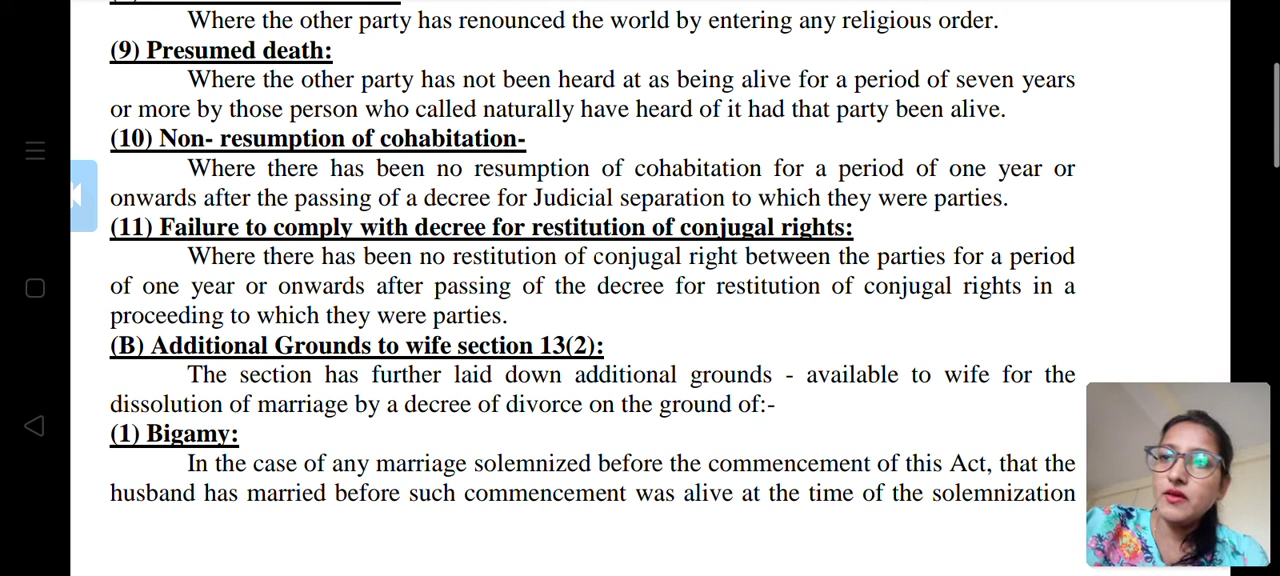 Where the other party has renounced the world by entering any religious order.
(9) Presumed death:
Where the other party has not been heard at as being alive for a period of seven years
or more by those person who called naturally have heard of it had that party been alive.
(10) Non- resumption of cohabitation-
Where there has been no resumption of cohabitation for a period of one year or
onwards after the passing of a decree for Judicial separation to which they were parties.
(11) Failure to comply with decree for restitution of conjugal rights:
Where there has been no restitution of conjugal right between the parties for a period
of one year or onwards after passing of the decree for restitution of conjugal rights in a
proceeding to which they were parties.
(B) Additional Grounds to wife section 13(2):
The section has further laid down additional grounds - available to wife for the
dissolution of marriage by a decree of divorce on the ground of:-
(1) Bigamy:
In the case of any marriage solemnized before the commencement of this Act, that the
husband has married before such commencement was alive at the time of the solemnization